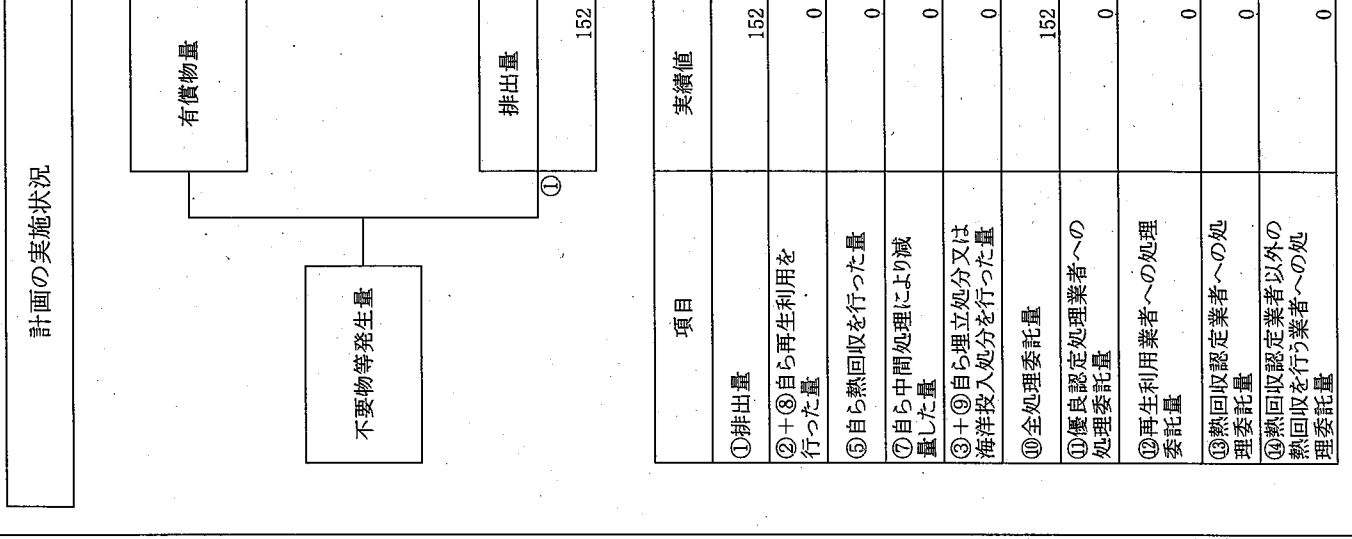 計画の実施状況
有償物量
不要物等発生量
排出量
①
152
項目
実績値
①排出量
152
②+⑧自ら再生利用を
行った量
0
⑤自ら熱回収を行った量
0
⑦自ら中間処理により減
量した量
0
③+⑨自ら埋立処分又は
海洋投入処分を行った量
0
⑩全処理委託量
152
⑪優良認定処理業者への
処理委託量
0
⑫再生利用業者への処理
委託量
0
⑬熱回収認定業者への処
理委託量
0
⑭熱回収認定業者以外の
熱回収を行う業者への処
理委託量
0